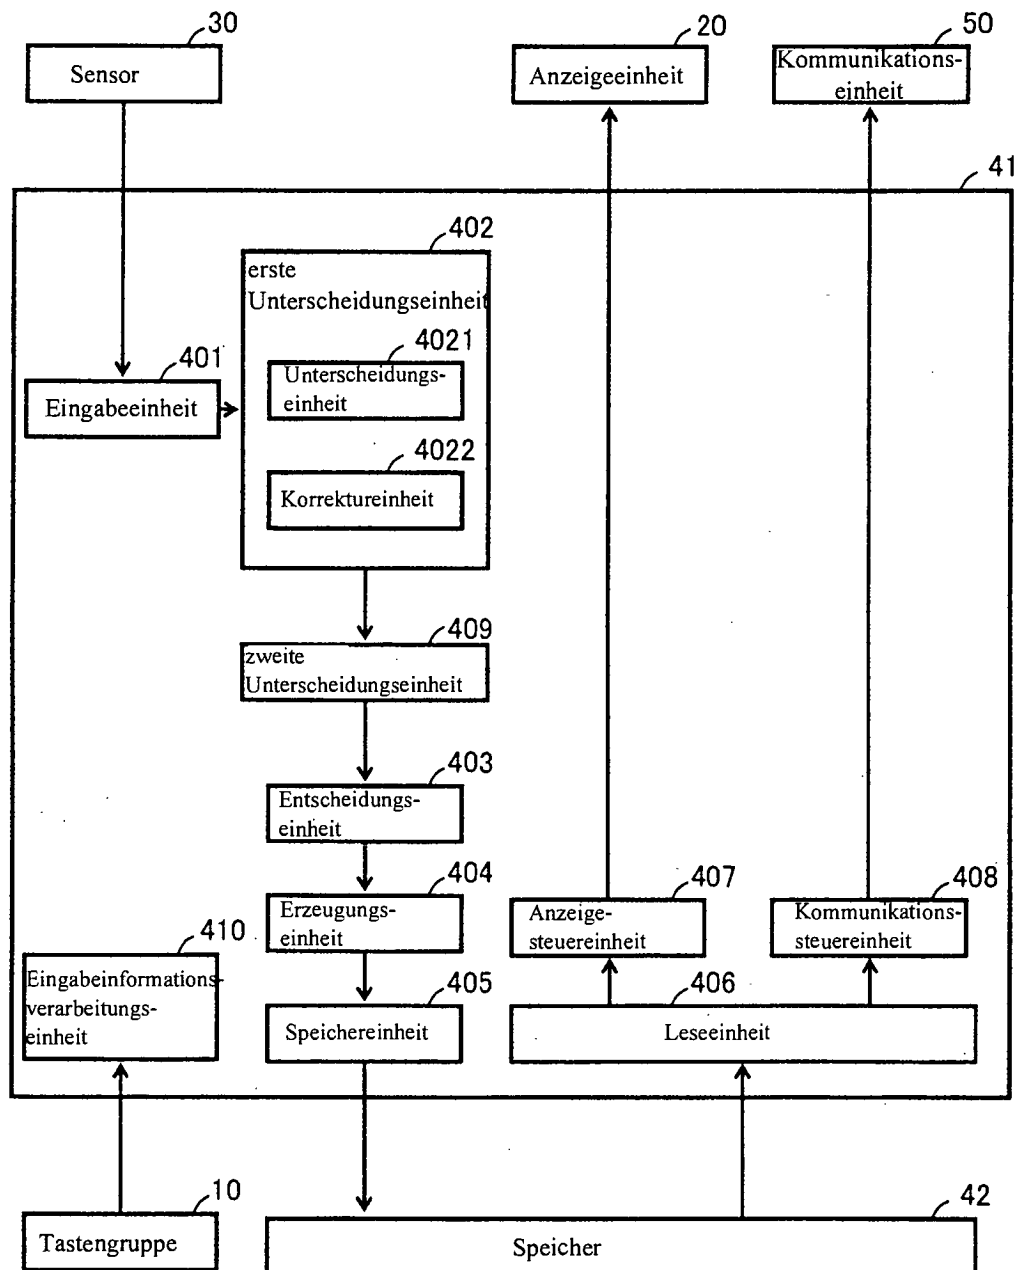 30
Sensor
20
Anzeigeeinheit
50
Kommunikations-
einheit
41
402
erste
Unterscheidungseinheit
4021
Unterscheidungs-
einheit
401
Eingabeeinheit
4022
Korrektureinheit
409
zweite
Unterscheidungseinheit
403
Entscheidungs-
einheit
404
Erzeugungs-
einheit
407
Anzeige-
steuereinheit
408
Kommunikations-
steuereinheit
410
Eingabeinformations-
verarbeitungs-
einheit
405
Speichereinheit
406
Leseeinheit
10
Tastengruppe
42
Speicher